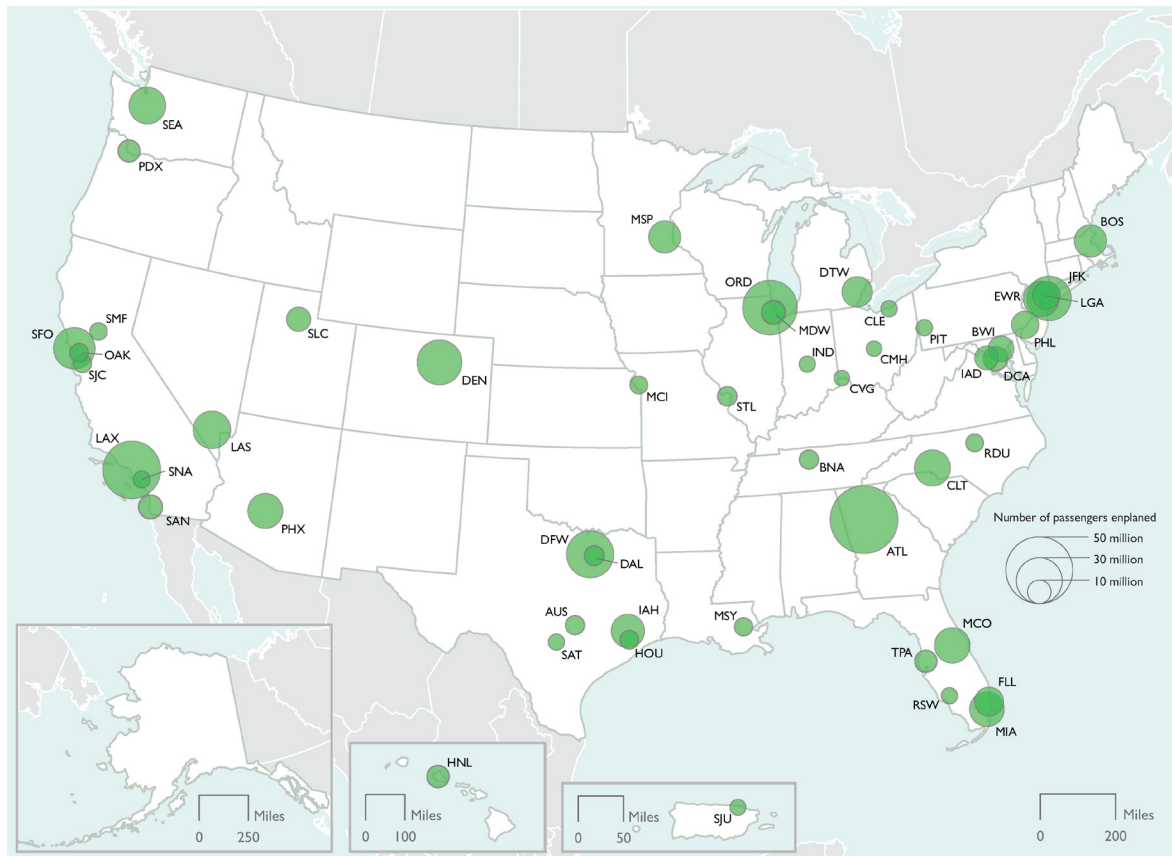 SEA
PDX
MSP
BOS
DTW
JFK
ORD
EWR
LGA
SMF
CLE
SFO
MDW
BWI
PHL
SLC
PIT
OAK
IND
CMH
SJC
DEN
IAD
DCA
CVG
MCI
STL
LAX
LAS
RDU
SNA
BNA
CLT
SAN
PHX
Number of passengers enplaned
50 million
DFW
ATL
30 million
DAL
10 million
AUS
IAH
MSY
MCO
SAT
HOU
TPA
FLL
RSW
MIA
HNL
Miles
0 250
Miles
0 100
SJU
Miles
0 50
Miles
0 200